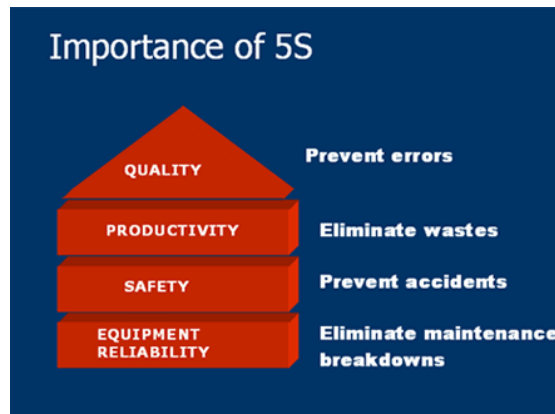 Importance of 5S
QUALITY
Prevent errors
PRODUCTIVITY
Eliminate wastes
SAFETY
Prevent accidents
EQUIPMENT
RELIABILITY
Eliminate maintenance
breakdowns